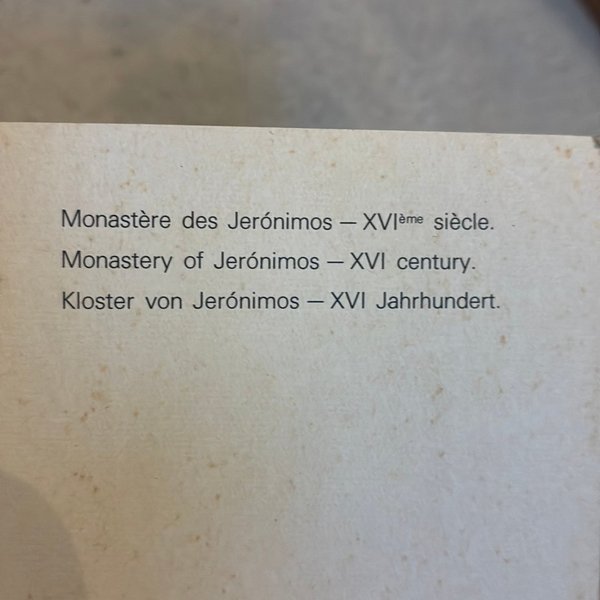 Monastère des Jerónimos — XVIème siècle.
Monastery of Jerónimos — XVI century.
Kloster von Jerónimos — XVI Jahrhundert.